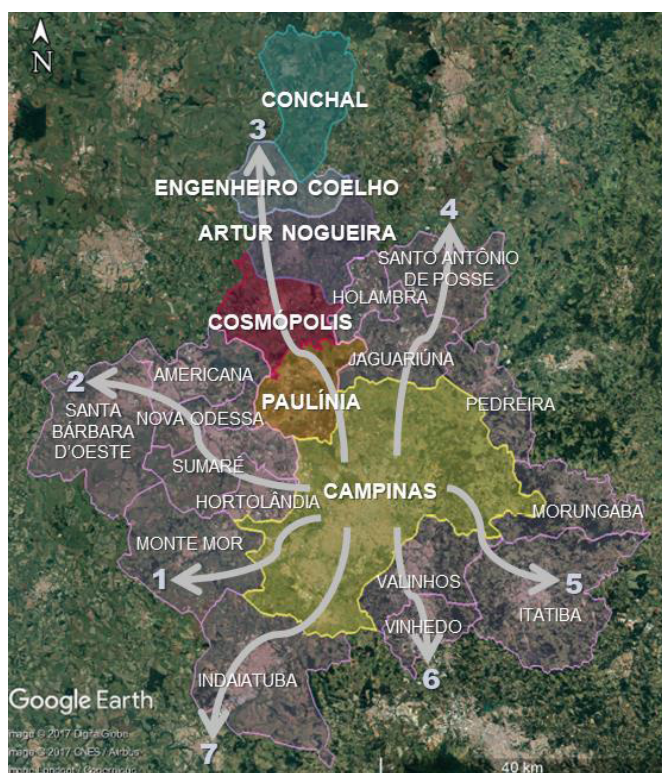 N
CONCHAL
3
ENGENHEIRO COELHO
4
ARTUR NOGUEIRA
SANTO ANTÔNIO
DE POSSE
HOLAMBRA
COSMÓPOLIS
JAGUARIÚNA
2
AMERICANA
PAULÍNIA
PEDREIRA
SANTA
BÁRBARA
D'OESTE
NOVA ODESSA
SUMARÉ
CAMPINAS
HORTOLÂNDIA
MORUNGABA
MONTE MOR
1
VALINHOS
5
ITATIBA
VINHEDO
INDAIATUBA
6
Google Earth
7
mage © 2017 DigitalGlobe
mage © 2017 CNES / Airbus
40 km